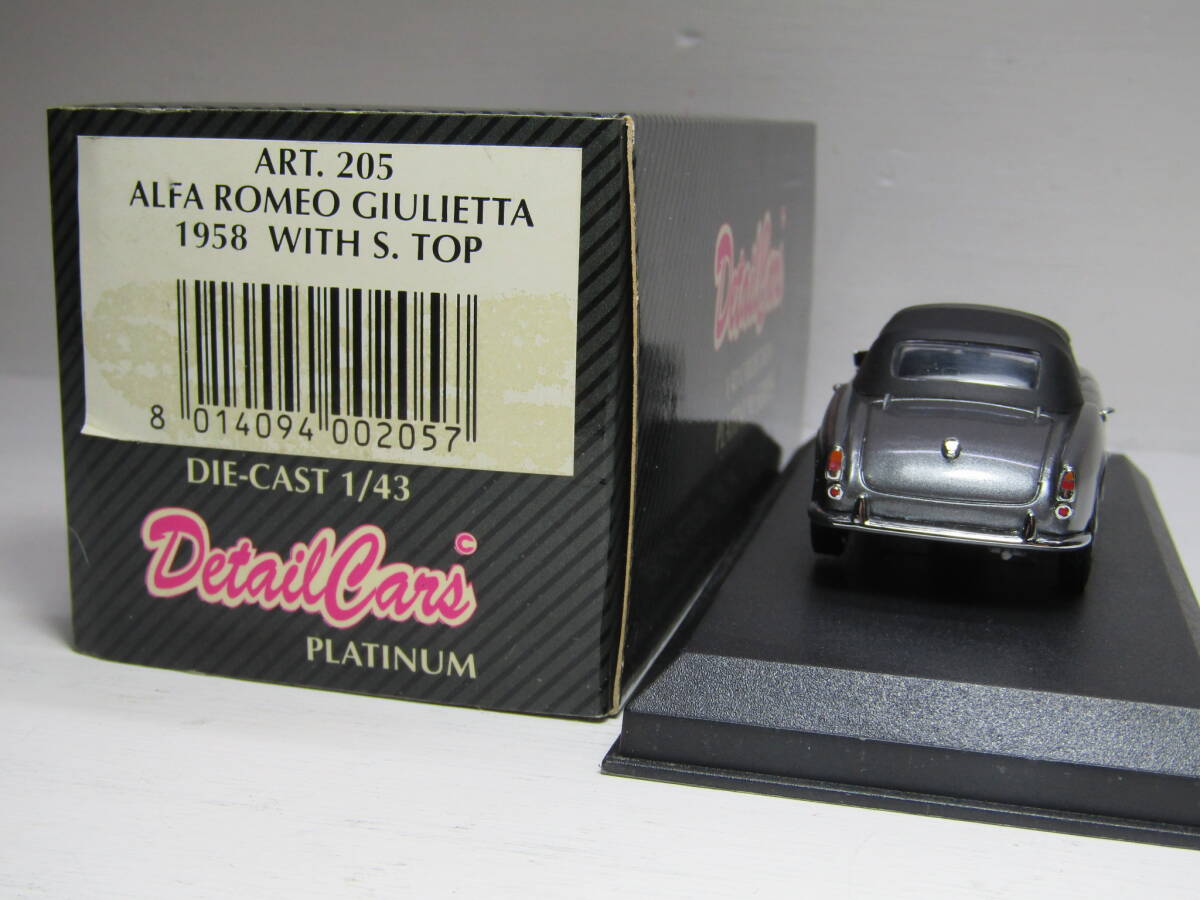 ART. 205
ALFA ROMEO GIULIETTA
1958 WITH S. TOP
8 014094 002057
DIE-CAST 1/43
DetailCars ©
PLATINUM
DetailCars